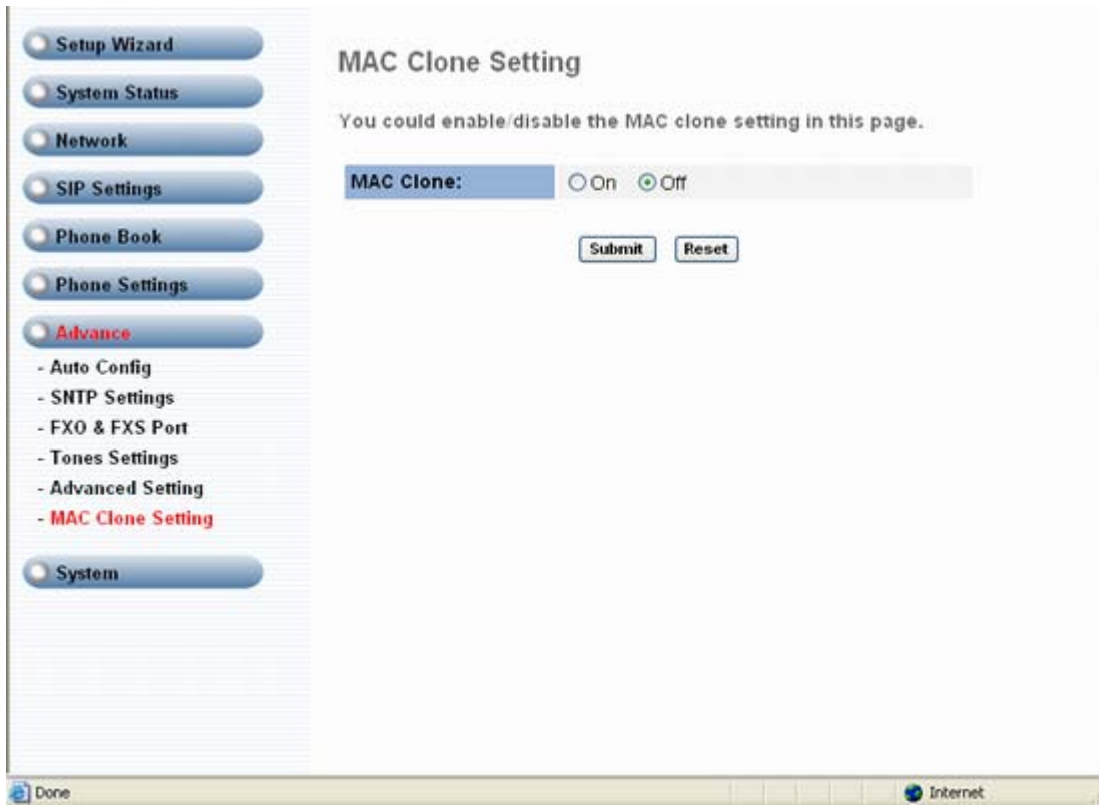 Setup Wizard
System Status
Network
SIP Settings
Phone Book
Phone Settings
Advance
- Auto Config
- SNTP Settings
- FXO & FXS Port
- Tones Settings
- Advanced Setting
- MAC Clone Setting
System
MAC Clone Setting
You could enable/disable the MAC clone setting in this page.
MAC Clone: On Off
Submit Reset
Done Internet